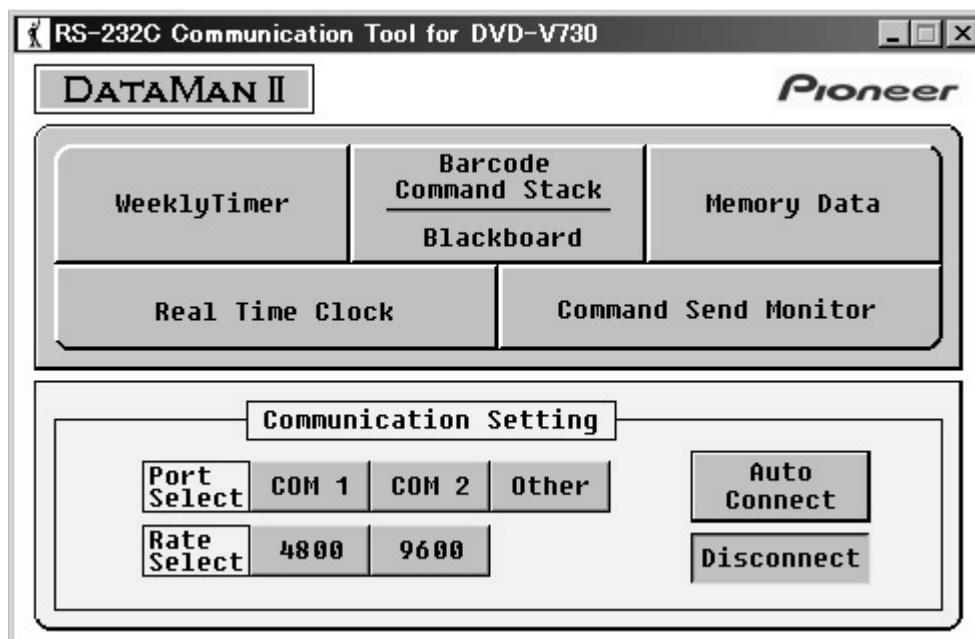 RS-232C Communication Tool for DVD-V730
DATAMAN II
Pioneer
WeeklyTimer
Barcode
Command Stack
Blackboard
Memory Data
Real Time Clock
Command Send Monitor
Communication Setting
Port
Select
COM 1
COM 2
Other
Auto
Connect
Rate
Select
4800
9600
Disconnect